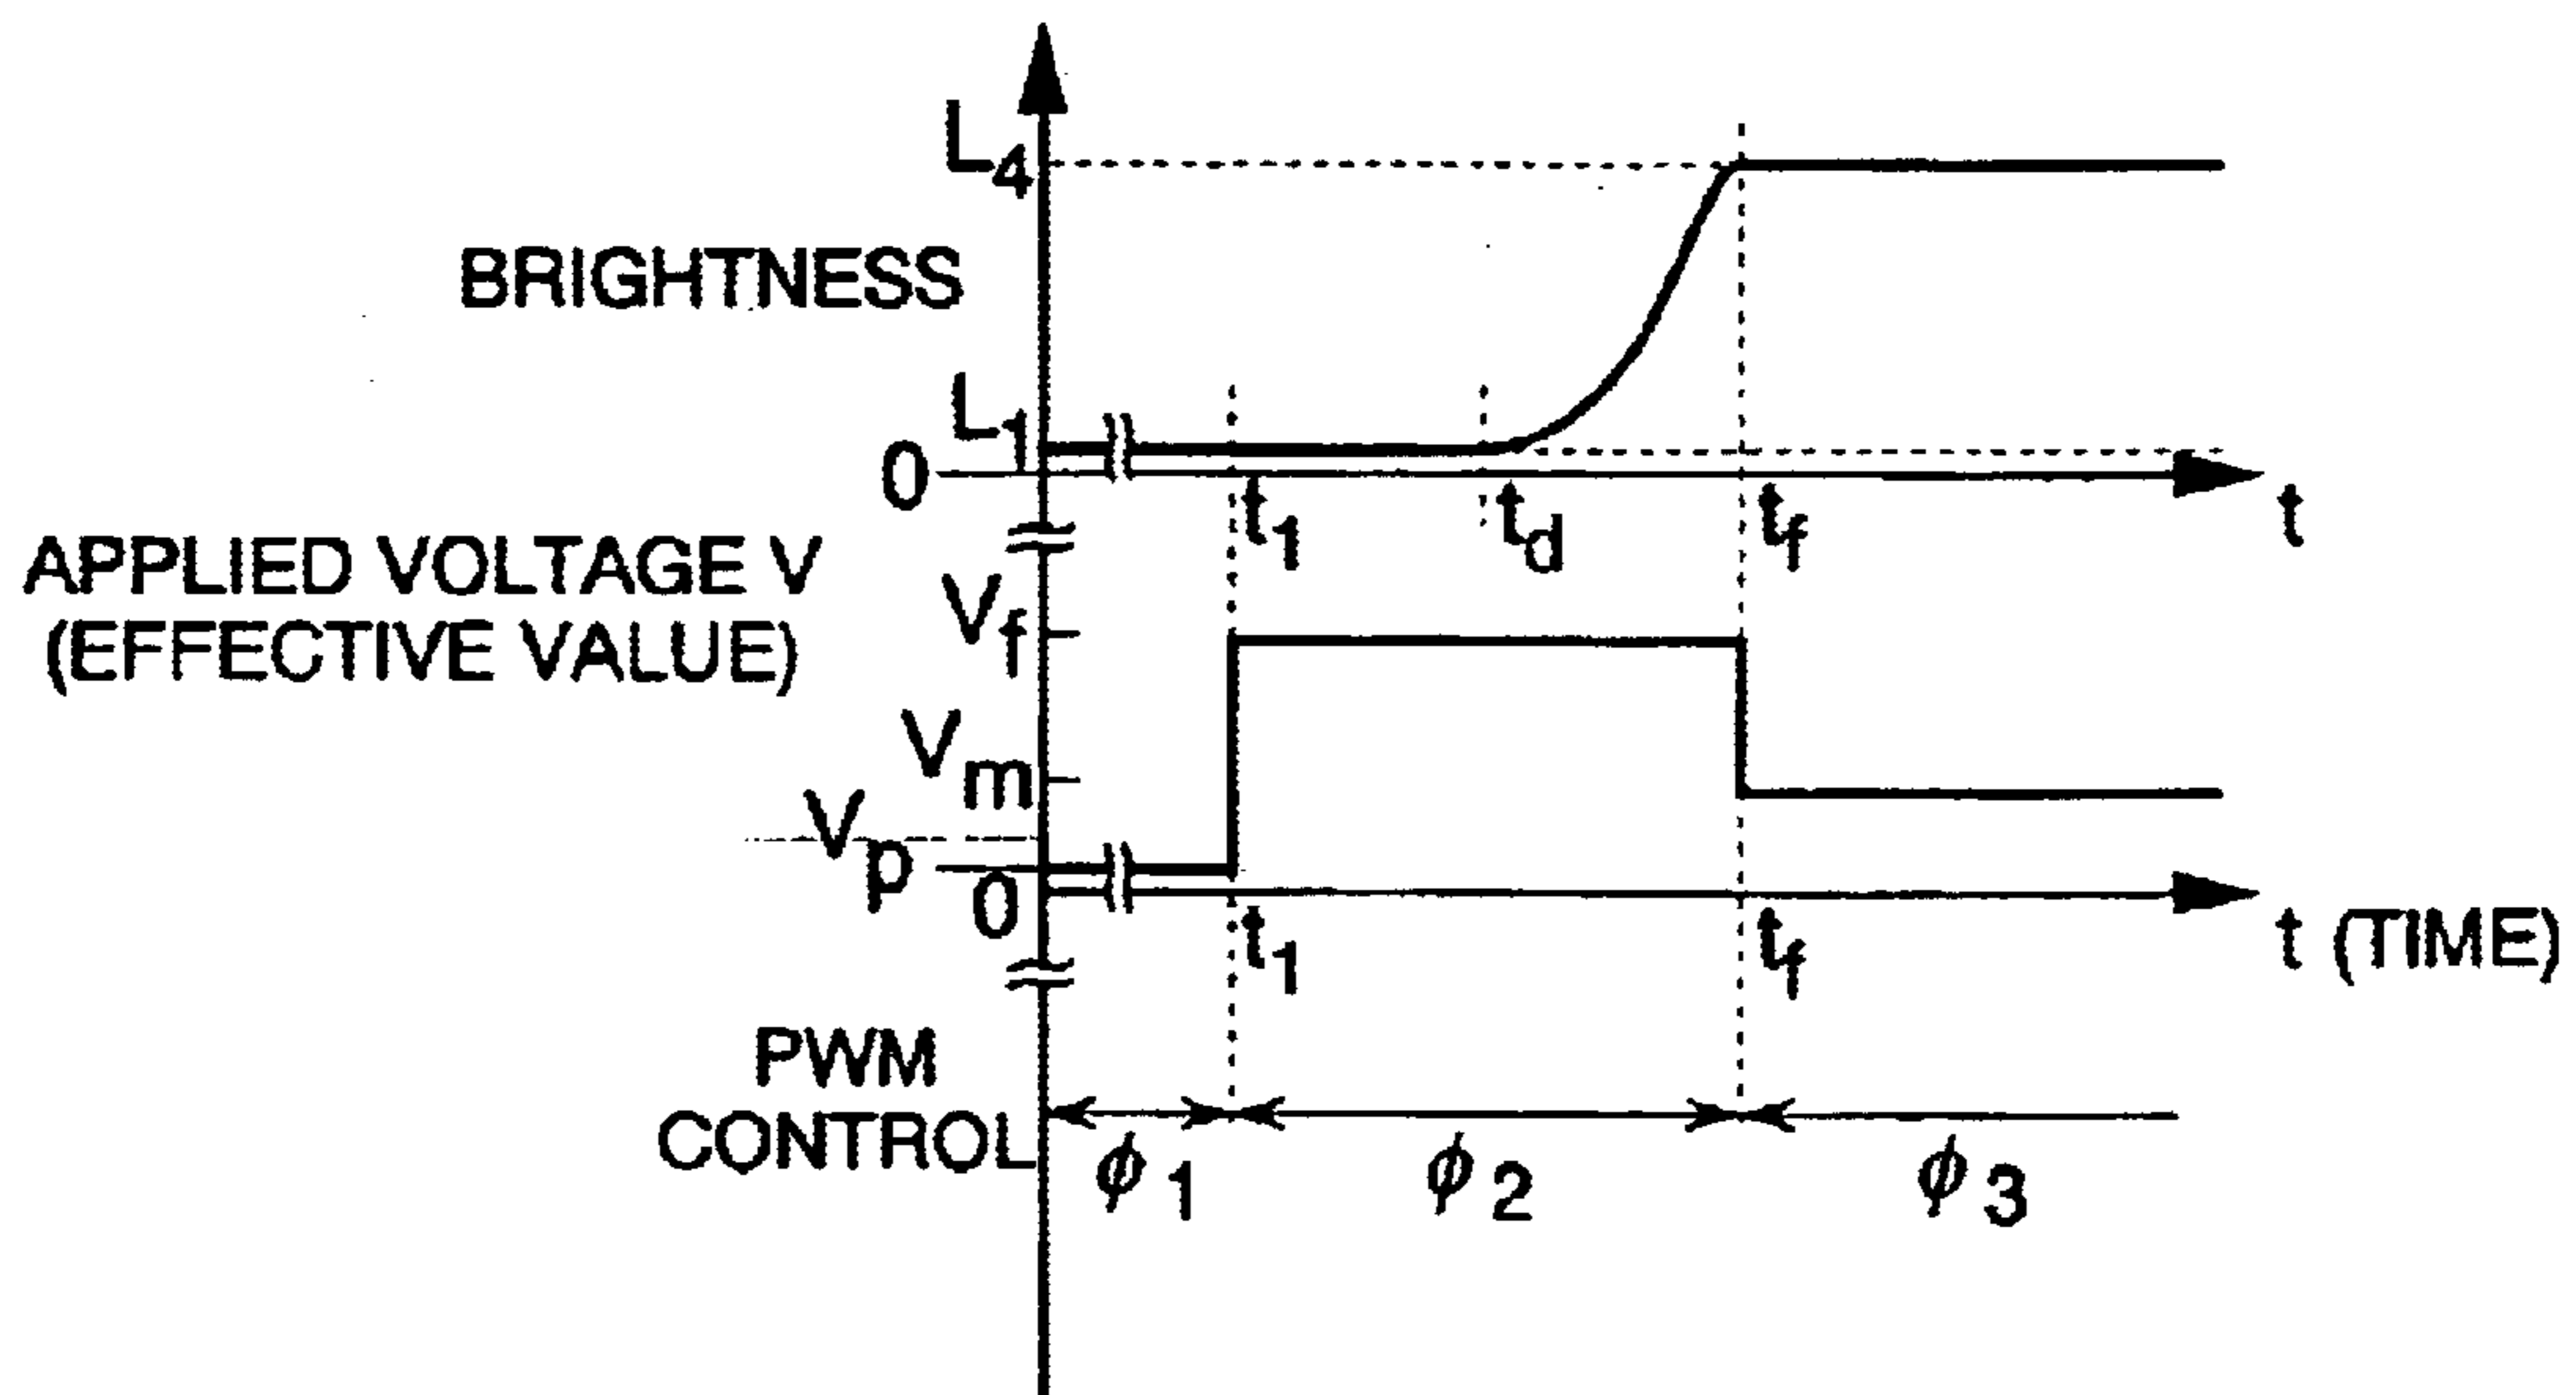 L4
BRIGHTNESS
L1
0
t1
td
tf
t
APPLIED VOLTAGE V
(EFFECTIVE VALUE)
Vf
Vm
Vp
0
t1
tf
t (TIME)
PWM
CONTROL
ϕ1
ϕ2
ϕ3